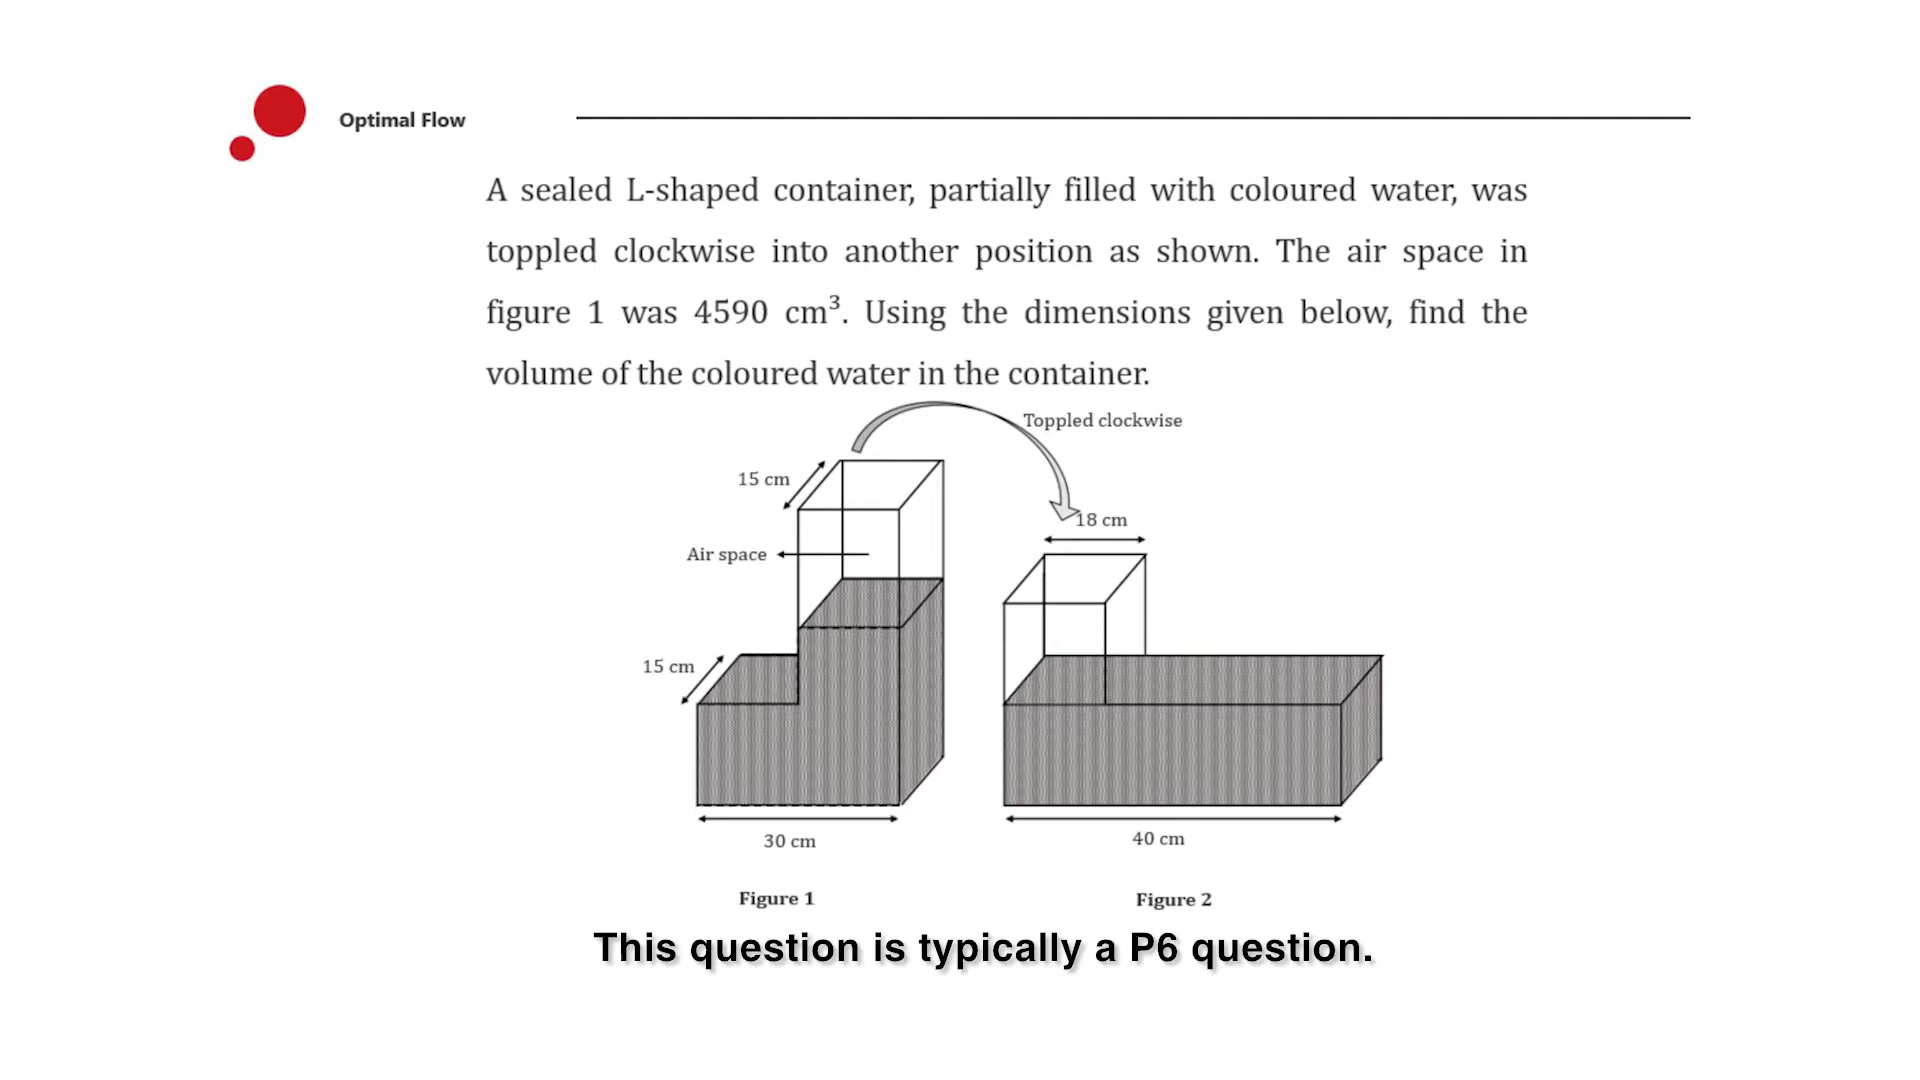 Optimal Flow
A sealed L-shaped container, partially filled with coloured water, was
toppled clockwise into another position as shown. The air space in
figure 1 was 4590 cm³. Using the dimensions given below, find the
volume of the coloured water in the container.
Toppled clockwise
15 cm
18 cm
Air space
15 cm
30 cm
40 cm
Figure 1
Figure 2
This question is typically a P6 question.